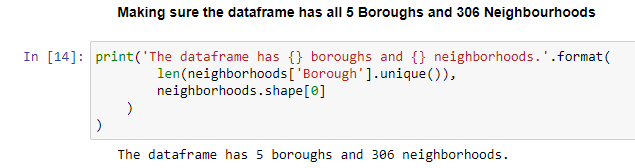 Making sure the dataframe has all 5 Boroughs and 306 Neighbourhoods
In [14]: print('The dataframe has {} boroughs and {} neighborhoods.'.format(
len(neighborhoods['Borough'].unique()),
neighborhoods.shape[0]
)
)
The dataframe has 5 boroughs and 306 neighborhoods.